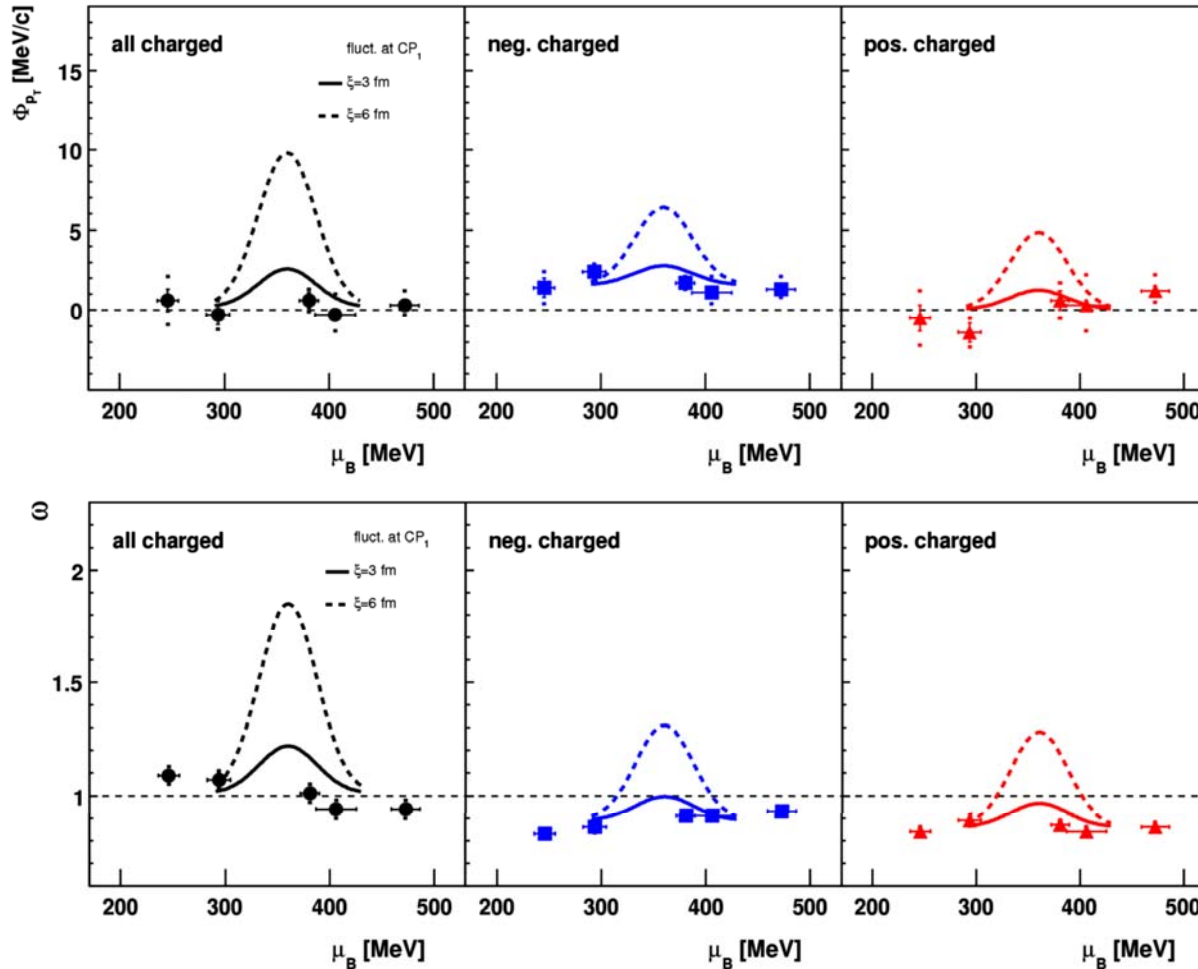 Φ_{P_T} [MeV/c]
all charged
fluct. at CP_1
ξ=3 fm
ξ=6 fm
neg. charged
pos. charged
15
10
5
0
200 300 400 500
200 300 400 500
200 300 400 500
μ_B [MeV]
μ_B [MeV]
μ_B [MeV]
ω
all charged
fluct. at CP_1
ξ=3 fm
ξ=6 fm
neg. charged
pos. charged
2
1.5
1
200 300 400 500
200 300 400 500
200 300 400 500
μ_B [MeV]
μ_B [MeV]
μ_B [MeV]